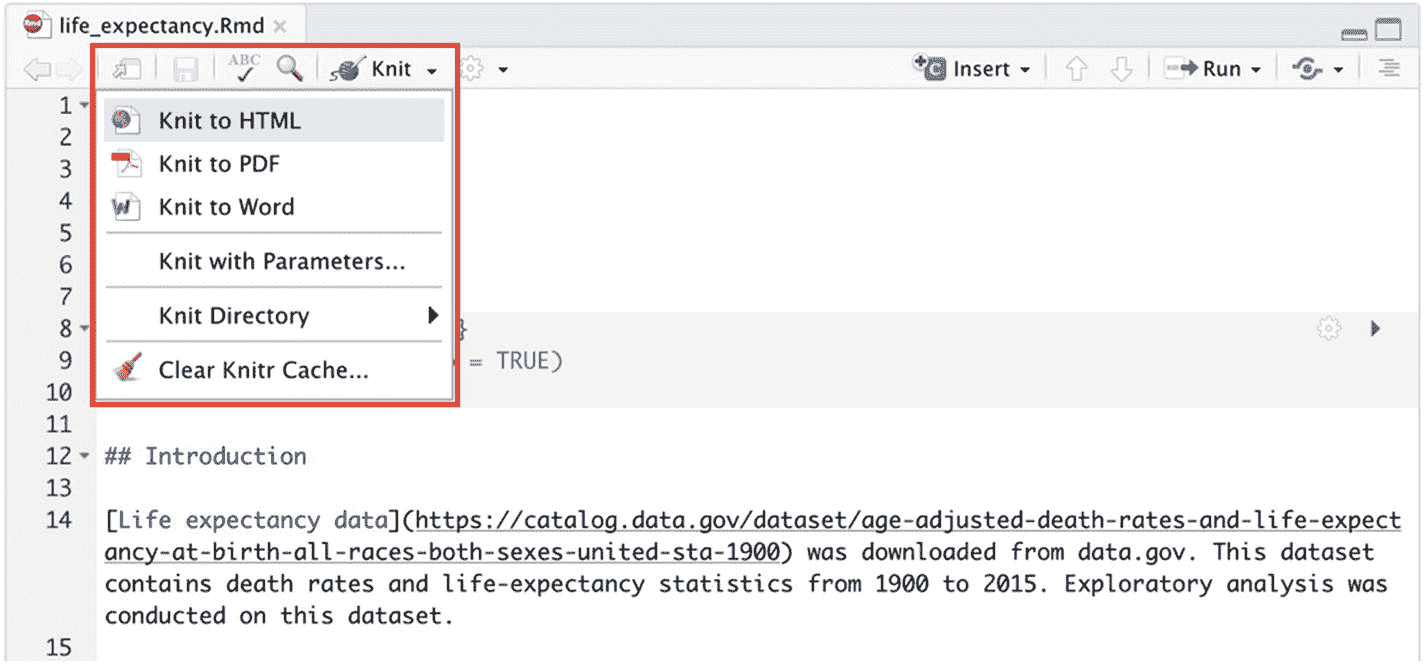 life_expectancy.Rmd
ABC
Knit
Insert
Run
1
Knit to HTML
2
3
Knit to PDF
4
Knit to Word
5
6
Knit with Parameters...
7
8
Knit Directory
}
9
= TRUE)
Clear Knitr Cache...
10
11
12 ## Introduction
13
14 [Life expectancy data](https://catalog.data.gov/dataset/age-adjusted-death-rates-and-life-expect
ancy-at-birth-all-races-both-sexes-united-sta-1900) was downloaded from data.gov. This dataset
contains death rates and life-expectancy statistics from 1900 to 2015. Exploratory analysis was
conducted on this dataset.
15